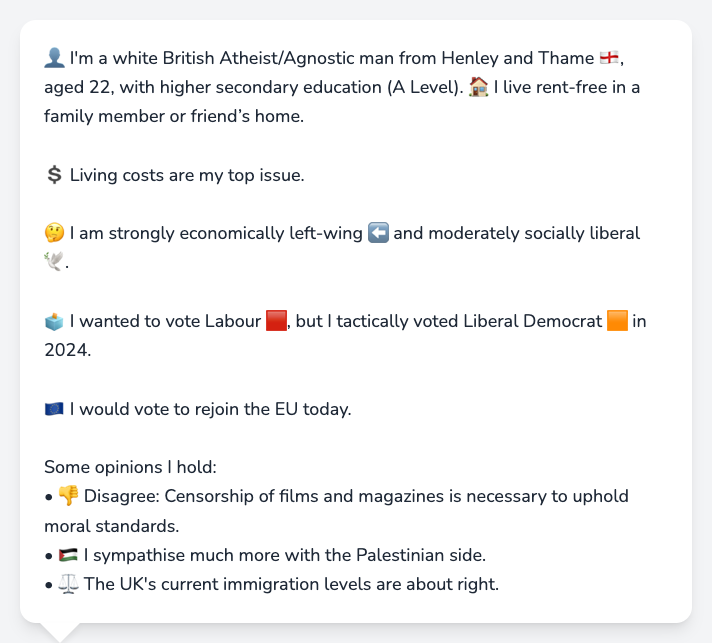 👤 I'm a white British Atheist/Agnostic man from Henley and Thame 🏴󠁧󠁢󠁥󠁮󠁧󠁿,
aged 22, with higher secondary education (A Level). 🏠 I live rent-free in a
family member or friend’s home.
💲 Living costs are my top issue.
🤔 I am strongly economically left-wing ⬅️ and moderately socially liberal
🕊️.
🗳️ I wanted to vote Labour 🟥, but I tactically voted Liberal Democrat 🟧 in
2024.
🇪🇺 I would vote to rejoin the EU today.
Some opinions I hold:
• 👎 Disagree: Censorship of films and magazines is necessary to uphold
moral standards.
• 🇵🇸 I sympathise much more with the Palestinian side.
• ⚖️ The UK's current immigration levels are about right.